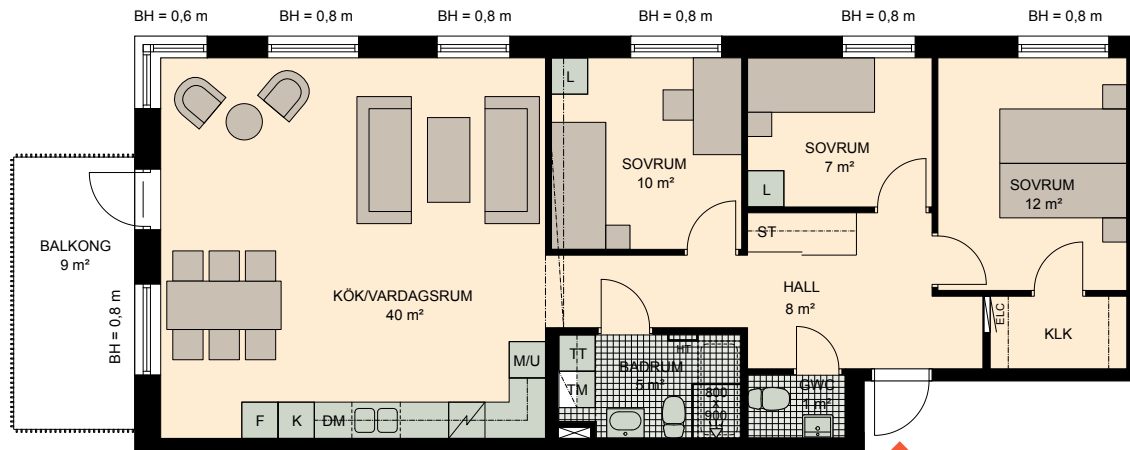 BH = 0,6 m
BH = 0,8 m
BH = 0,8 m
BH = 0,8 m
BH = 0,8 m
BH = 0,8 m
L
SOVRUM
10 m²
SOVRUM
7 m²
L
SOVRUM
12 m²
BALKONG
9 m²
BH = 0,8 m
KÖK/VARDAGSRUM
40 m²
ST
HALL
8 m²
ELC
KLK
M/U
TT
TM
HT
BADRUM
5 m²
800
X
900
GWC
1 m²
F
K
DM